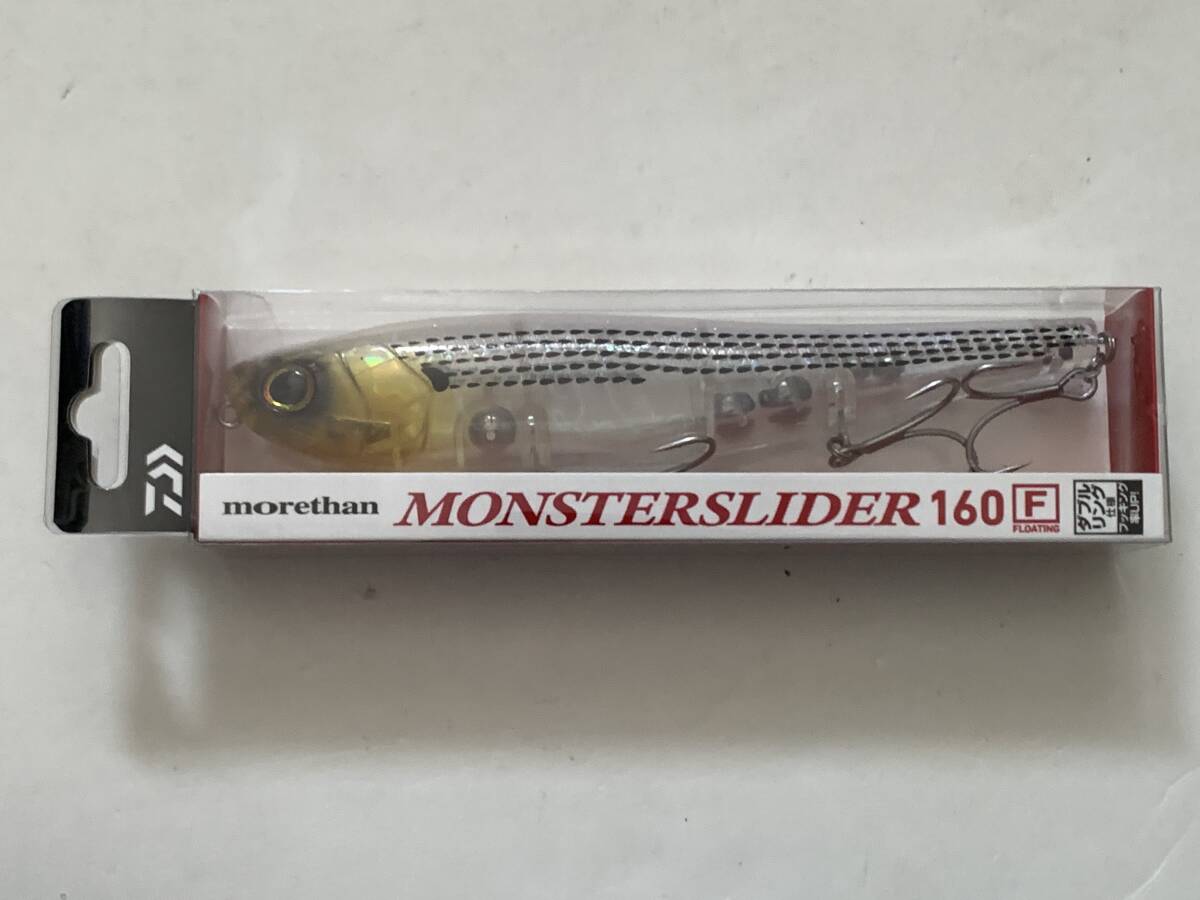 morethan MONSTERSLIDER 160 F
FLOATING
ダブル
リング
仕様
フッキング
率UP!